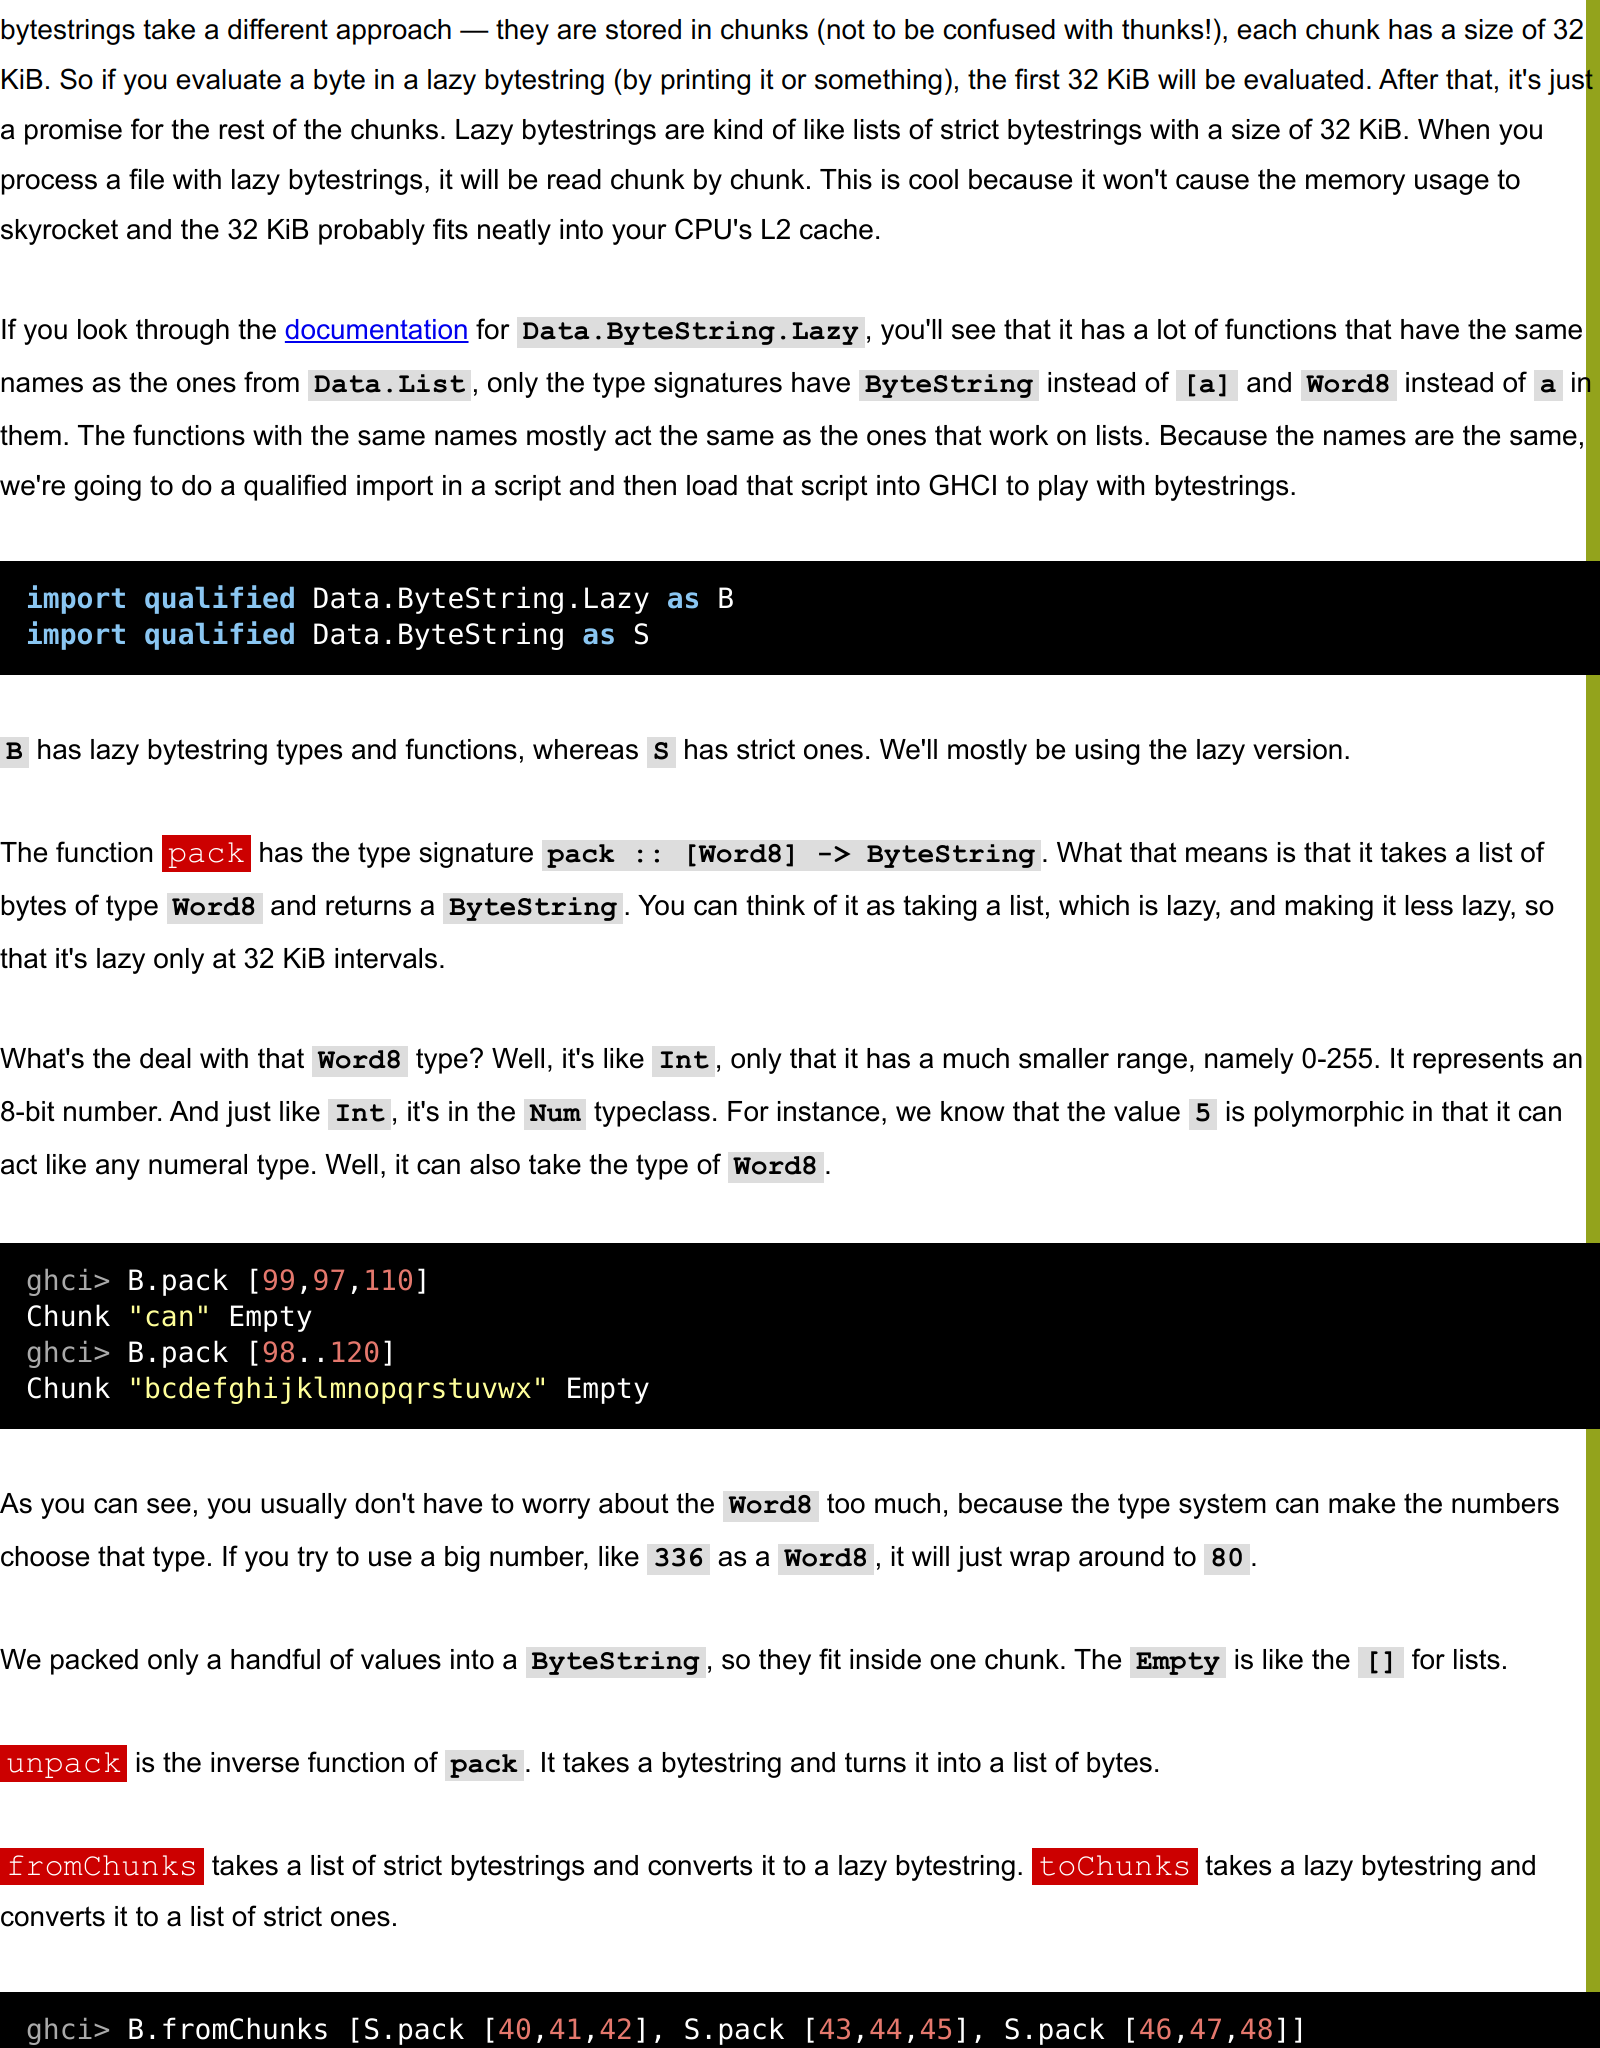 bytestrings take a different approach — they are stored in chunks (not to be confused with thunks!), each chunk has a size of 32
KiB. So if you evaluate a byte in a lazy bytestring (by printing it or something), the first 32 KiB will be evaluated. After that, it's just
a promise for the rest of the chunks. Lazy bytestrings are kind of like lists of strict bytestrings with a size of 32 KiB. When you
process a file with lazy bytestrings, it will be read chunk by chunk. This is cool because it won't cause the memory usage to
skyrocket and the 32 KiB probably fits neatly into your CPU's L2 cache.
If you look through the documentation for Data.ByteString.Lazy, you'll see that it has a lot of functions that have the same
names as the ones from Data.List, only the type signatures have ByteString instead of [a] and Word8 instead of a in
them. The functions with the same names mostly act the same as the ones that work on lists. Because the names are the same,
we're going to do a qualified import in a script and then load that script into GHCI to play with bytestrings.
import qualified Data.ByteString.Lazy as B
import qualified Data.ByteString as S
B has lazy bytestring types and functions, whereas S has strict ones. We'll mostly be using the lazy version.
The function pack has the type signature pack :: [Word8] -> ByteString. What that means is that it takes a list of
bytes of type Word8 and returns a ByteString. You can think of it as taking a list, which is lazy, and making it less lazy, so
that it's lazy only at 32 KiB intervals.
What's the deal with that Word8 type? Well, it's like Int, only that it has a much smaller range, namely 0-255. It represents an
8-bit number. And just like Int, it's in the Num typeclass. For instance, we know that the value 5 is polymorphic in that it can
act like any numeral type. Well, it can also take the type of Word8.
ghci> B.pack [99,97,110]
Chunk "can" Empty
ghci> B.pack [98..120]
Chunk "bcdefghijklmnopqrstuvwx" Empty
As you can see, you usually don't have to worry about the Word8 too much, because the type system can make the numbers
choose that type. If you try to use a big number, like 336 as a Word8, it will just wrap around to 80.
We packed only a handful of values into a ByteString, so they fit inside one chunk. The Empty is like the [] for lists.
unpack is the inverse function of pack. It takes a bytestring and turns it into a list of bytes.
fromChunks takes a list of strict bytestrings and converts it to a lazy bytestring. toChunks takes a lazy bytestring and
converts it to a list of strict ones.
ghci> B.fromChunks [S.pack [40,41,42], S.pack [43,44,45], S.pack [46,47,48]]